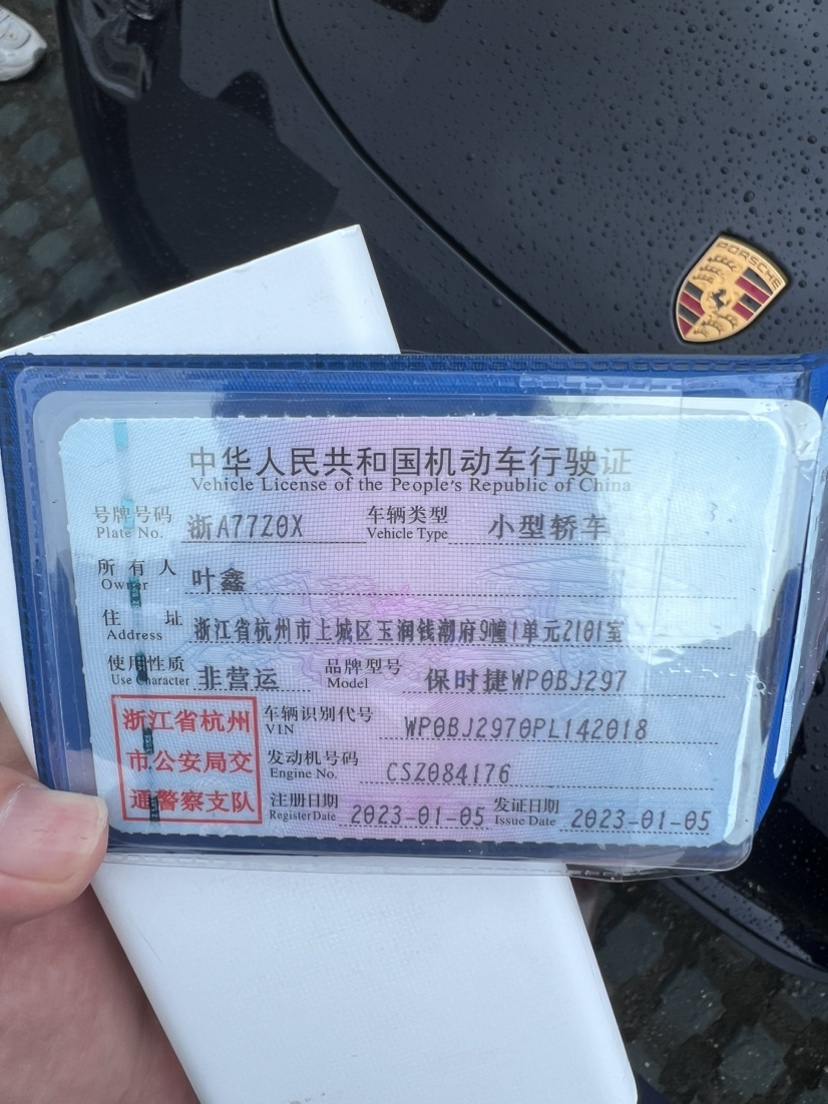 PORSCHE
中华人民共和国机动车行驶证
Vehicle License of the People's Republic of China
号牌号码 Plate No. 浙A77Z0X 车辆类型 Vehicle Type 小型轿车
所有人 Owner 叶鑫
住址 Address 浙江省杭州市上城区玉润钱潮府9幢1单元2101室
使用性质 Use Character 非营运 品牌型号 Model 保时捷WP0BJ297
浙江省杭州市公安局交通警察支队
车辆识别代号 VIN WP0BJ2970PL142018
发动机号码 Engine No. CSZ084176
注册日期 Register Date 2023-01-05 发证日期 Issue Date 2023-01-05